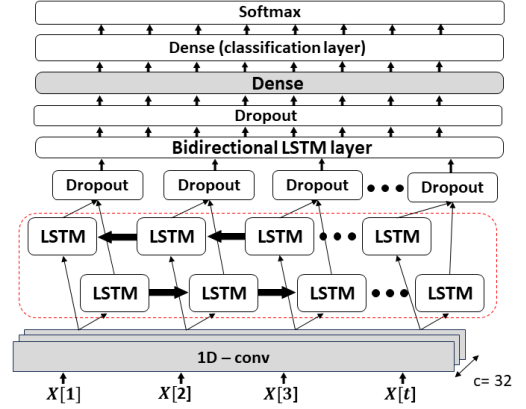 Softmax
Dense (classification layer)
Dense
Dropout
Bidirectional LSTM layer
Dropout Dropout Dropout Dropout
LSTM LSTM LSTM LSTM
LSTM LSTM LSTM LSTM
1D – conv
c= 32
X[1] X[2] X[3] X[t]